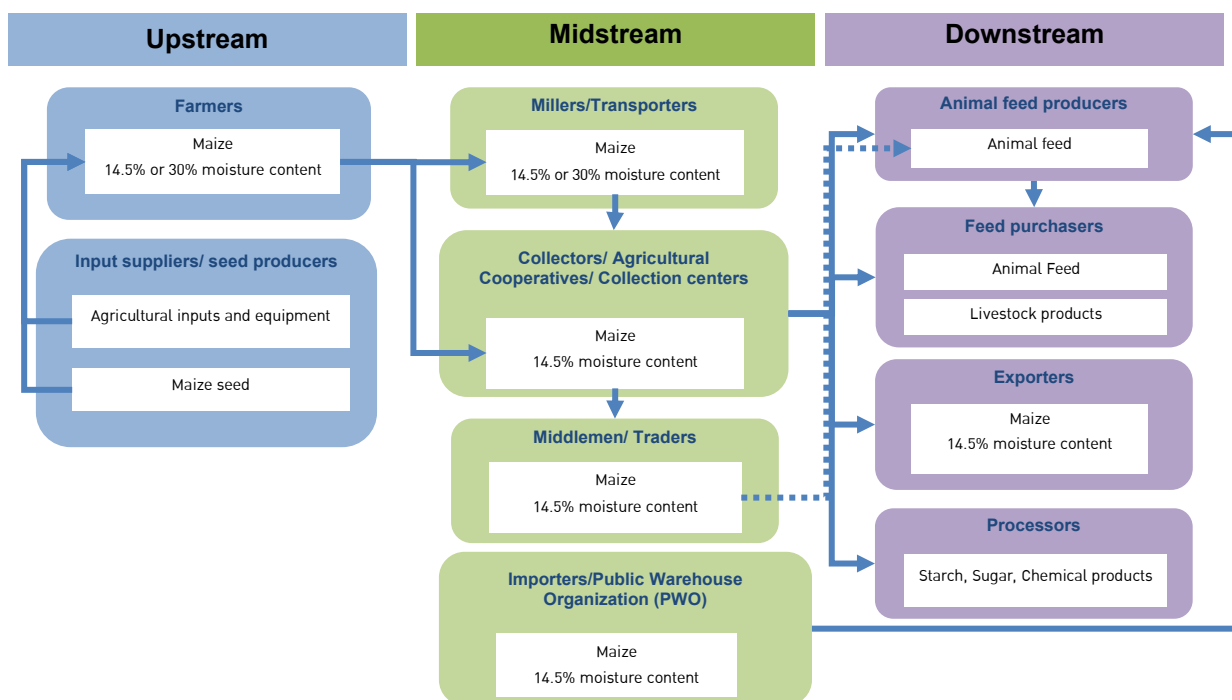 Upstream
Midstream
Downstream
Farmers
Maize
14.5% or 30% moisture content
Input suppliers/ seed producers
Agricultural inputs and equipment
Maize seed
Millers/Transporters
Maize
14.5% or 30% moisture content
Collectors/ Agricultural
Cooperatives/ Collection centers
Maize
14.5% moisture content
Middlemen/ Traders
Maize
14.5% moisture content
Importers/Public Warehouse
Organization (PWO)
Maize
14.5% moisture content
Animal feed producers
Animal feed
Feed purchasers
Animal Feed
Livestock products
Exporters
Maize
14.5% moisture content
Processors
Starch, Sugar, Chemical products